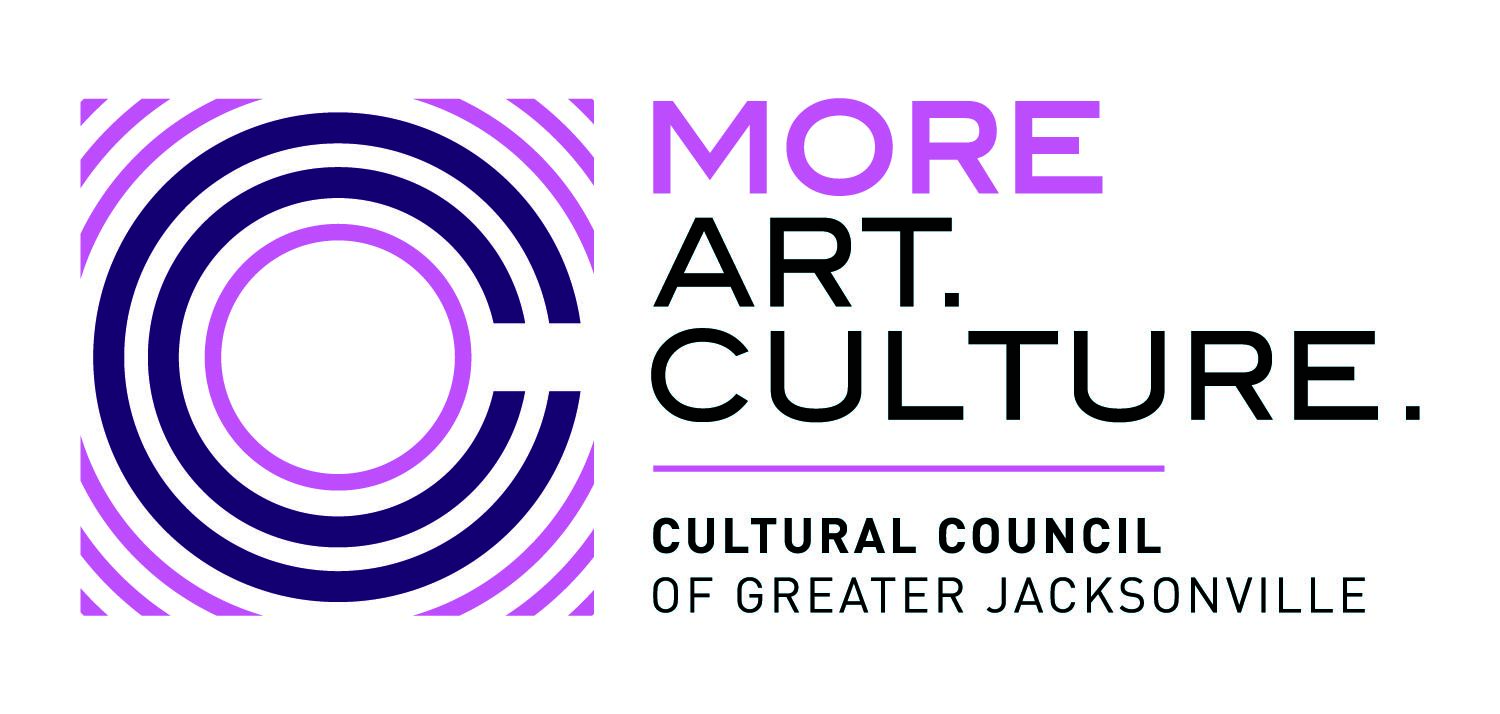 MORE
ART.
CULTURE.
CULTURAL COUNCIL
OF GREATER JACKSONVILLE